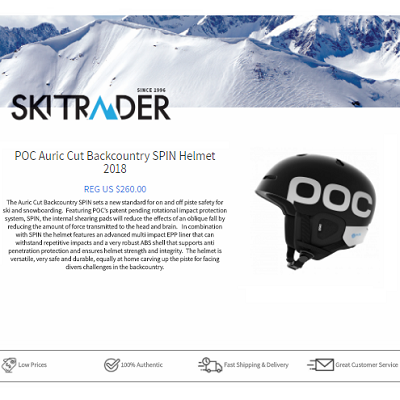 SINCE 1996
SKITRADER
POC Auric Cut Backcountry SPIN Helmet
2018
REG US $260.00
The Auric Cut Backcountry SPIN sets a new standard for on and off piste safety for
ski and snowboarding. Featuring POC's patent pending rotational impact protection
system, SPIN, the internal shearing pads will reduce the effects of an oblique fall by
reducing the amount of force transmitted to the head and brain. In combination
with SPIN the helmet features an advanced multi impact EPP liner that can
withstand repetitive impacts and a very robust ABS shell that supports anti
penetration protection and ensures helmet strength and integrity. The helmet is
versatile, very safe and durable, equally at home carving up the piste for facing
divers challenges in the backcountry.
POC
Low Prices
100% Authentic
Fast Shipping & Delivery
Great Customer Service